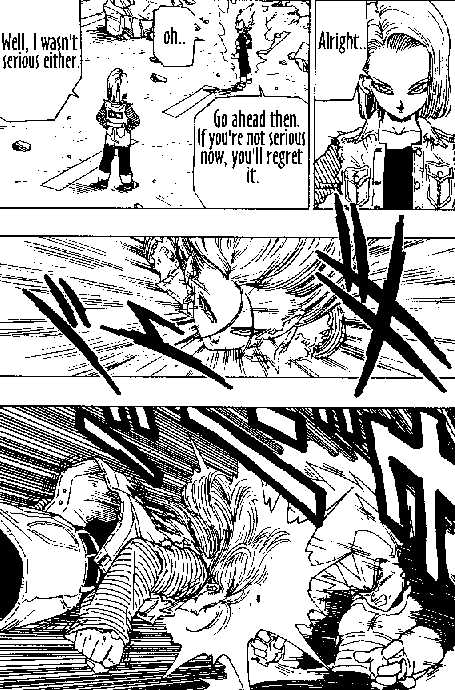 Well, I wasn't
serious either
oh..
Go ahead then.
If you're not serious
now, you'll regret
it.
Alright..